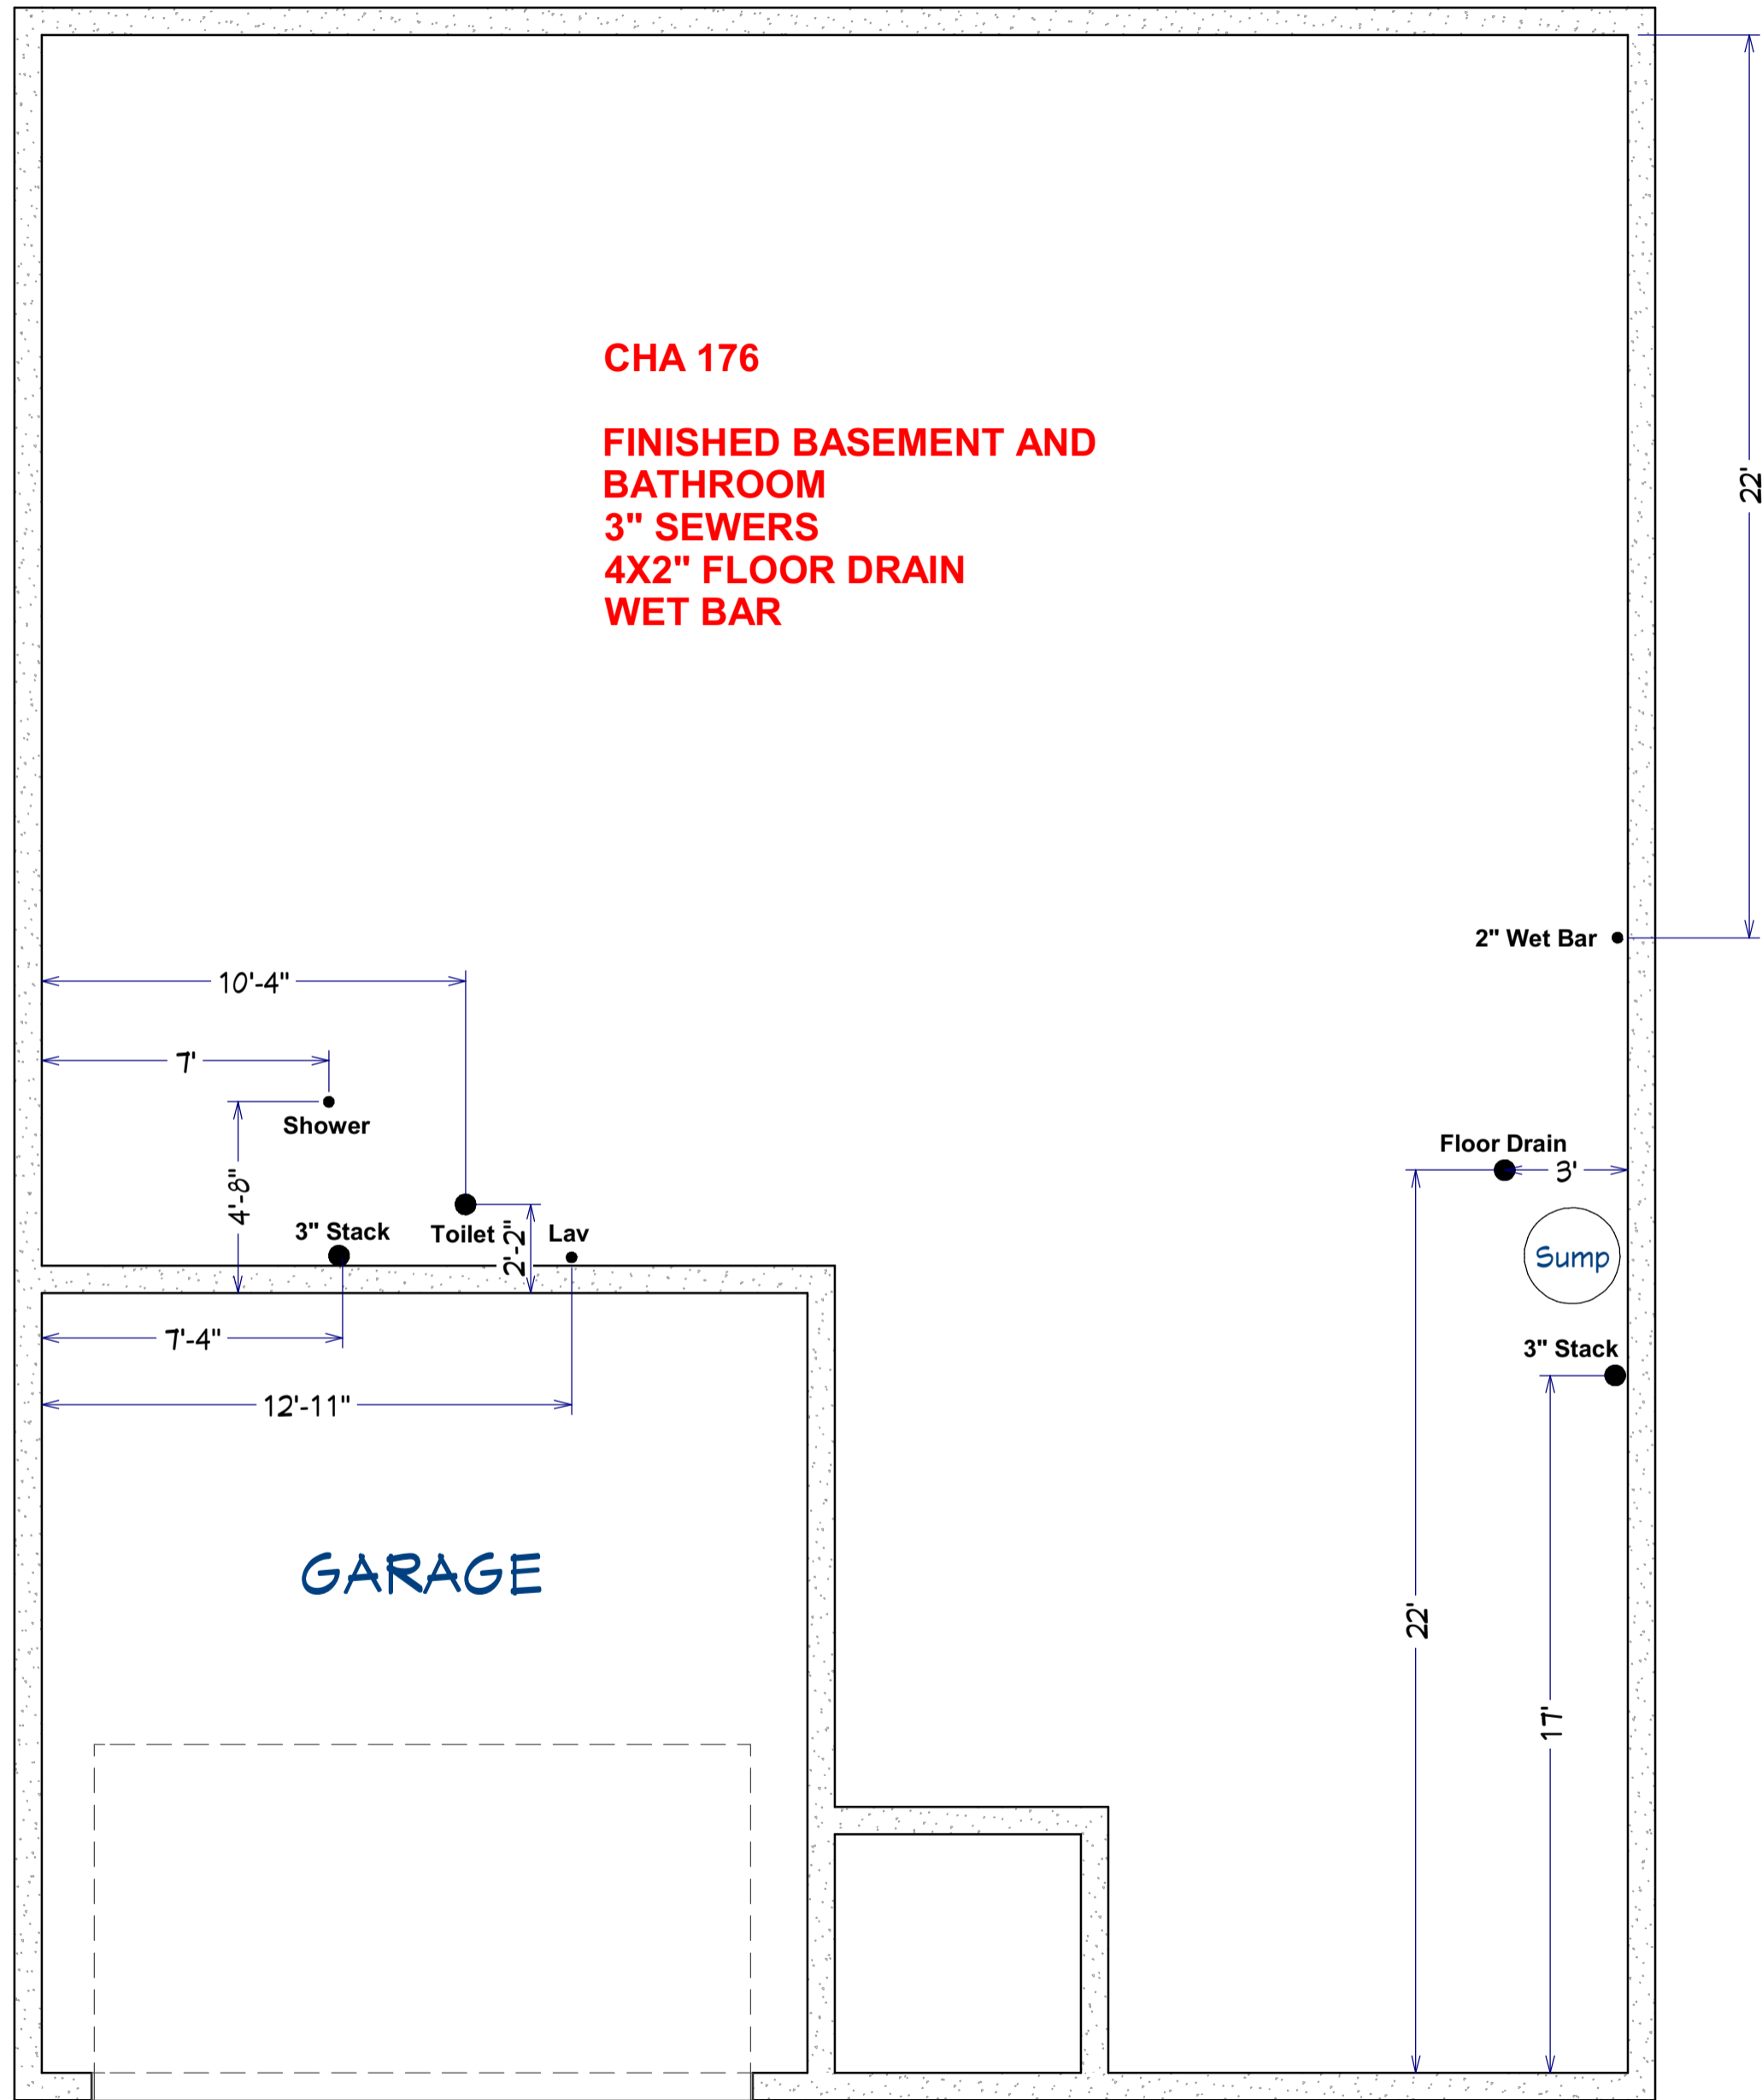 CHA 176
FINISHED BASEMENT AND
BATHROOM
3" SEWERS
4X2" FLOOR DRAIN
WET BAR
22'
2" Wet Bar
10'-4"
7'
Shower
Floor Drain
3'
4'-8"
3" Stack
Toilet
2'-2"
Lav
Sump
7'-4"
3" Stack
12'-11"
GARAGE
22'
17'